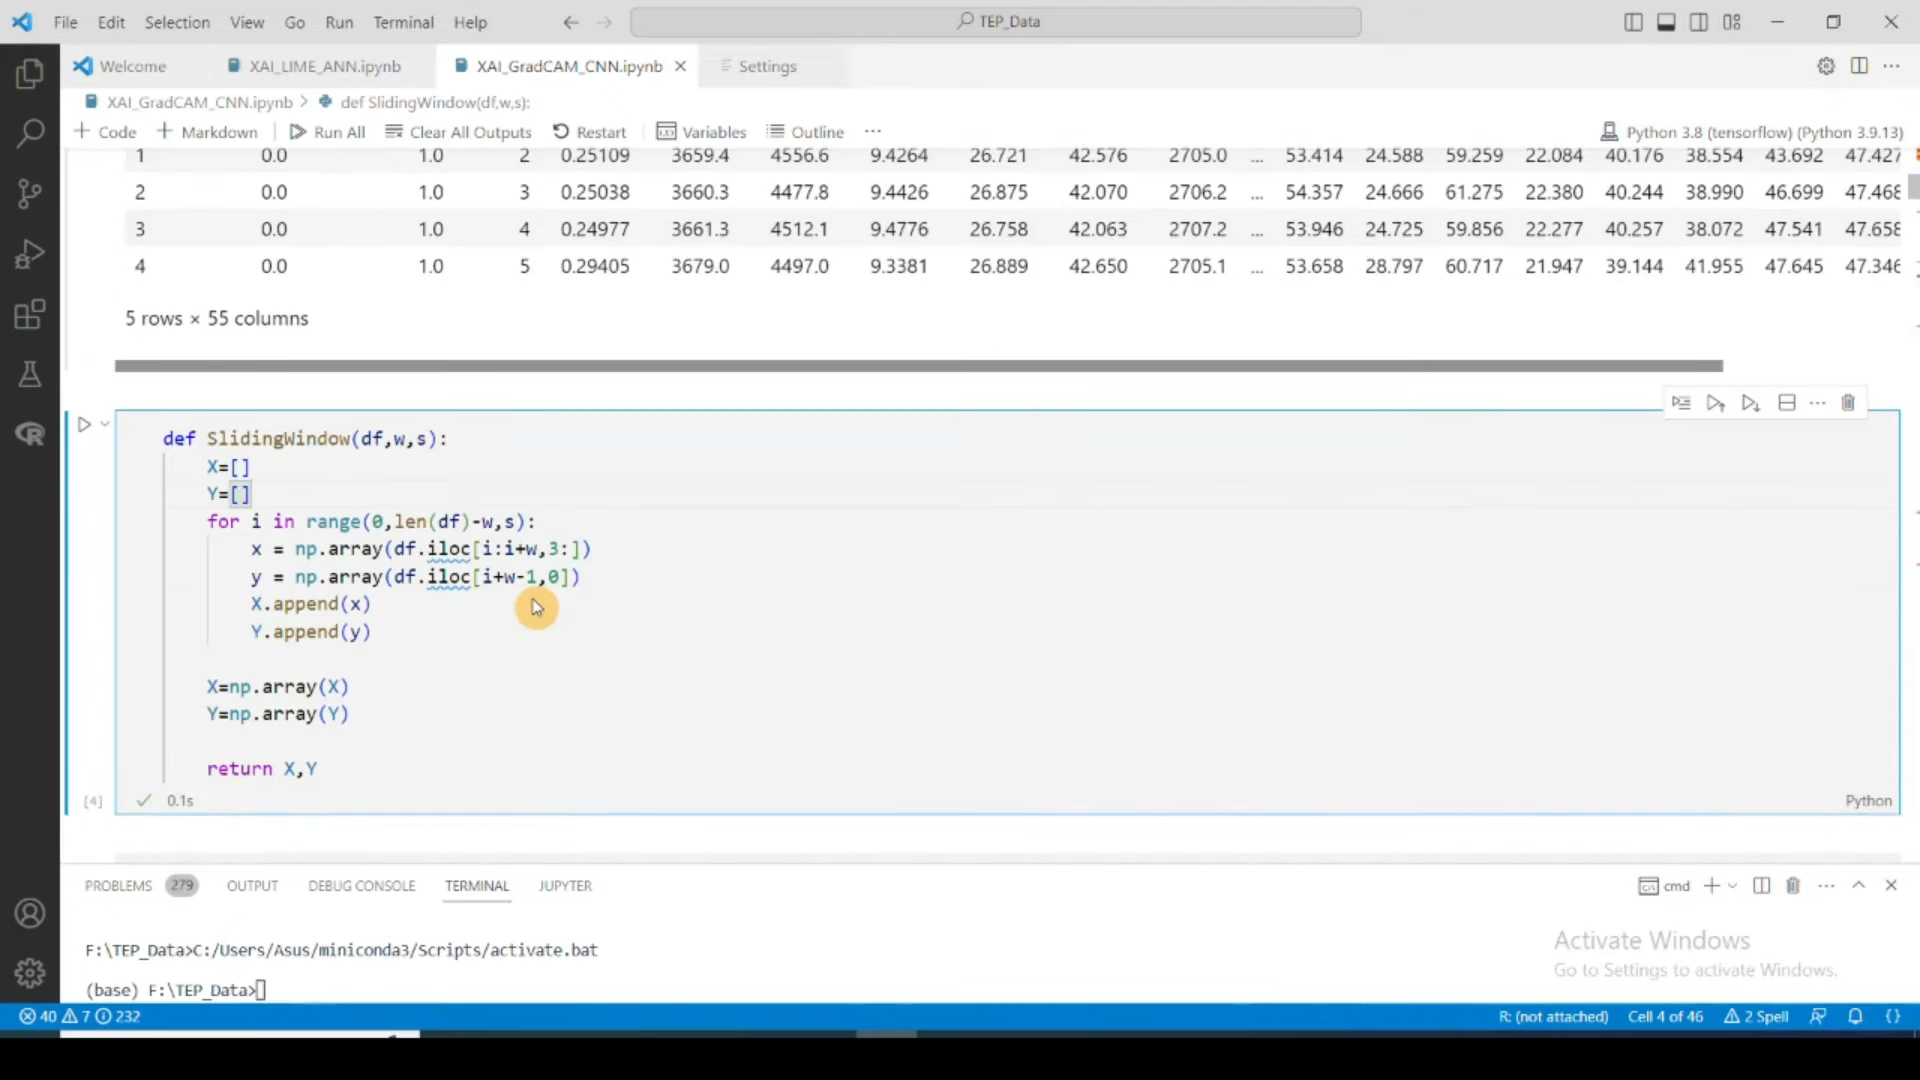 File Edit Selection View Go Run Terminal Help TEP_Data
Welcome XAI_LIME_ANN.ipynb XAI_GradCAM_CNN.ipynb Settings
XAI_GradCAM_CNN.ipynb > def SlidingWindow(df,w,s):
+ Code + Markdown Run All Clear All Outputs Restart Variables Outline ... Python 3.8 (tensorflow) (Python 3.9.13)
1 0.0 1.0 2 0.25109 3659.4 4556.6 9.4264 26.721 42.576 2705.0 ... 53.414 24.588 59.259 22.084 40.176 38.554 43.692 47.427
2 0.0 1.0 3 0.25038 3660.3 4477.8 9.4426 26.875 42.070 2706.2 ... 54.357 24.666 61.275 22.380 40.244 38.990 46.699 47.468
3 0.0 1.0 4 0.24977 3661.3 4512.1 9.4776 26.758 42.063 2707.2 ... 53.946 24.725 59.856 22.277 40.257 38.072 47.541 47.658
4 0.0 1.0 5 0.29405 3679.0 4497.0 9.3381 26.889 42.650 2705.1 ... 53.658 28.797 60.717 21.947 39.144 41.955 47.645 47.346
5 rows × 55 columns
def SlidingWindow(df,w,s):
X=[]
Y=[]
for i in range(0,len(df)-w,s):
x = np.array(df.iloc[i:i+w,3:])
y = np.array(df.iloc[i+w-1,0])
X.append(x)
Y.append(y)
X=np.array(X)
Y=np.array(Y)
return X,Y
[4] 0.1s Python
PROBLEMS 279 OUTPUT DEBUG CONSOLE TERMINAL JUPYTER cmd
F:\TEP_Data>C:/Users/Asus/miniconda3/Scripts/activate.bat
(base) F:\TEP_Data>
Activate Windows
Go to Settings to activate Windows.
40 7 232 R: (not attached) Cell 4 of 46 2 Spell